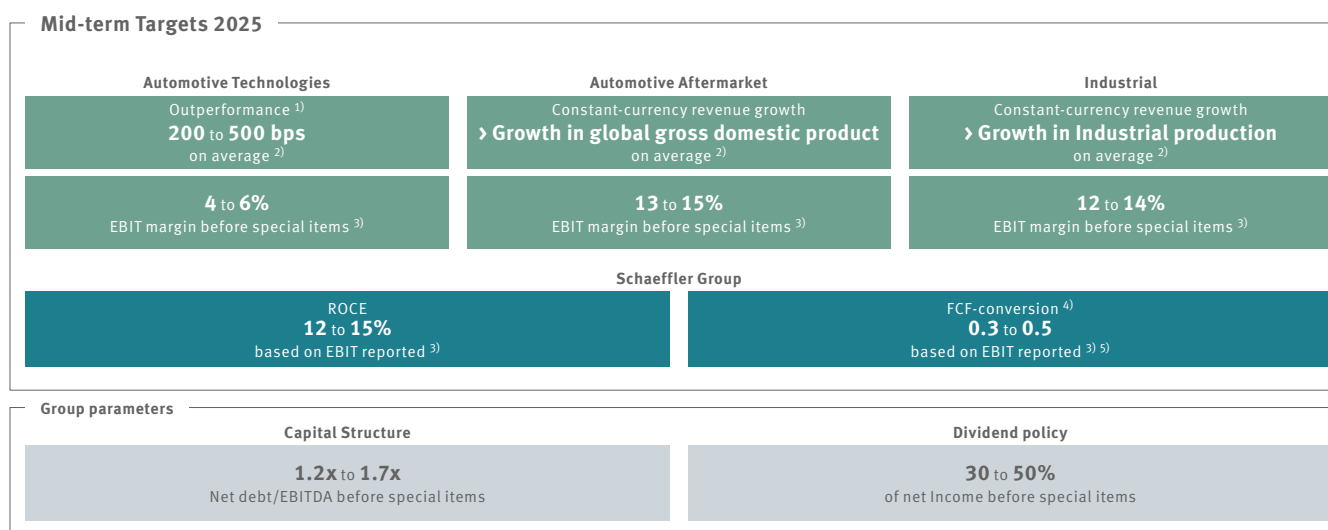 Mid-term Targets 2025
Automotive Technologies
Outperformance 1)
200 to 500 bps
on average 2)
4 to 6%
EBIT margin before special items 3)
Automotive Aftermarket
Constant-currency revenue growth
› Growth in global gross domestic product
on average 2)
13 to 15%
EBIT margin before special items 3)
Industrial
Constant-currency revenue growth
› Growth in Industrial production
on average 2)
12 to 14%
EBIT margin before special items 3)
Schaeffler Group
ROCE
12 to 15%
based on EBIT reported 3)
FCF-conversion 4)
0.3 to 0.5
based on EBIT reported 3) 5)
Group parameters
Capital Structure
1.2x to 1.7x
Net debt/EBITDA before special items
Dividend policy
30 to 50%
of net Income before special items